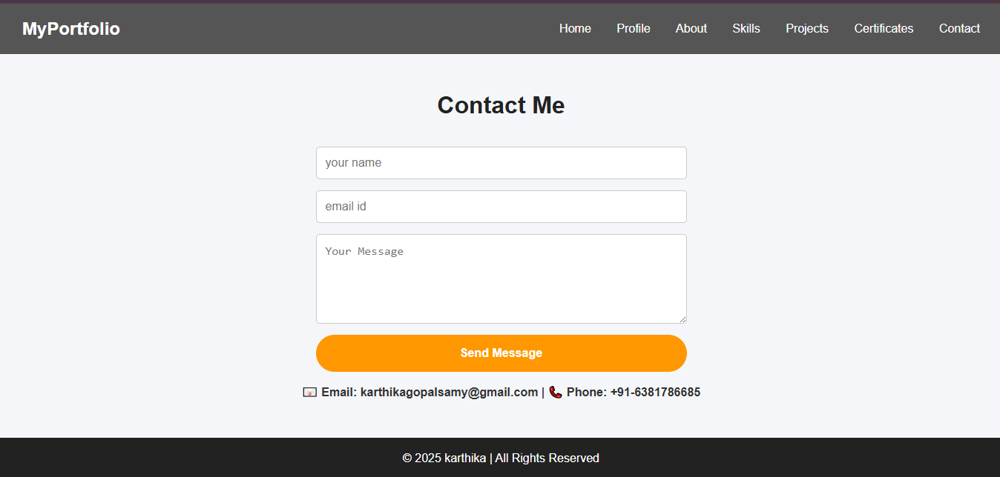 MyPortfolio Home Profile About Skills Projects Certificates Contact
Contact Me
your name
email id
Your Message
Send Message
📧 Email: karthikagopalsamy@gmail.com | 📞 Phone: +91-6381786685
© 2025 karthika | All Rights Reserved